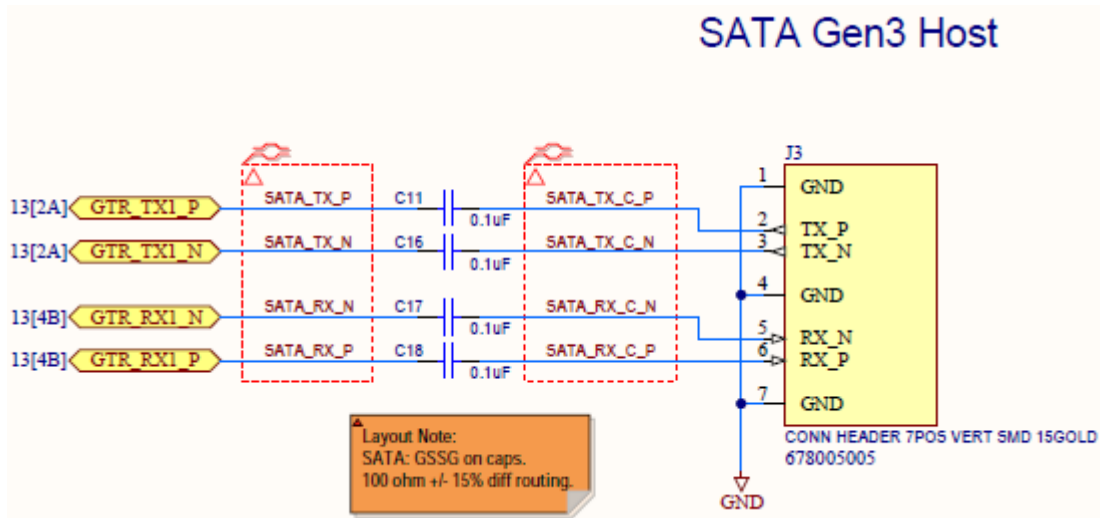 SATA Gen3 Host
J3
1 GND
13[2A] GTR_TX1_P SATA_TX_P C11 0.1uF SATA_TX_C_P 2 TX_P
13[2A] GTR_TX1_N SATA_TX_N C16 0.1uF SATA_TX_C_N 3 TX_N
4 GND
13[4B] GTR_RX1_N SATA_RX_N C17 0.1uF SATA_RX_C_N 5 RX_N
13[4B] GTR_RX1_P SATA_RX_P C18 0.1uF SATA_RX_C_P 6 RX_P
7 GND
CONN HEADER 7POS VERT SMD 15GOLD
678005005
GND
Layout Note:
SATA: GSSG on caps.
100 ohm +/- 15% diff routing.